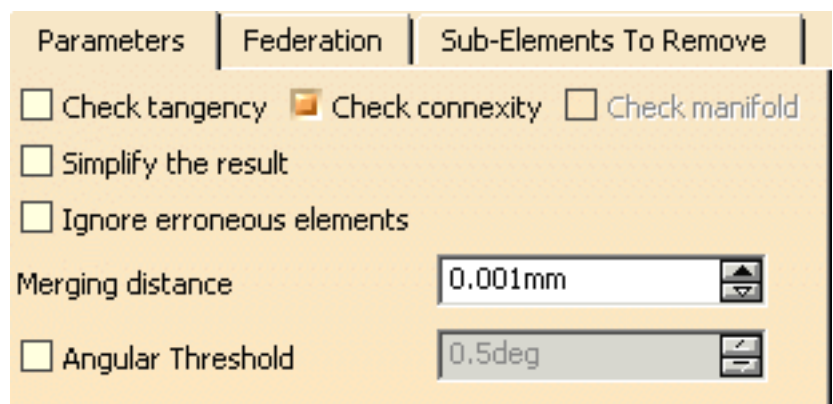 Parameters Federation Sub-Elements To Remove
Check tangency Check connexity Check manifold
Simplify the result
Ignore erroneous elements
Merging distance 0.001mm
Angular Threshold 0.5deg